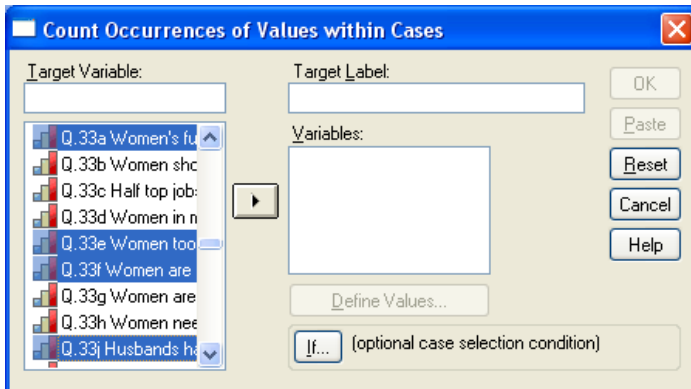 Count Occurrences of Values within Cases
Target Variable:
Target Label:
OK
Paste
Reset
Cancel
Help
Q.33a Women's fu
Q.33b Women sho
Q.33c Half top job
Q.33d Women in m
Q.33e Women too
Q.33f Women are
Q.33g Women are
Q.33h Women nee
Q.33j Husbands ha
Variables:
Define Values...
If... (optional case selection condition)